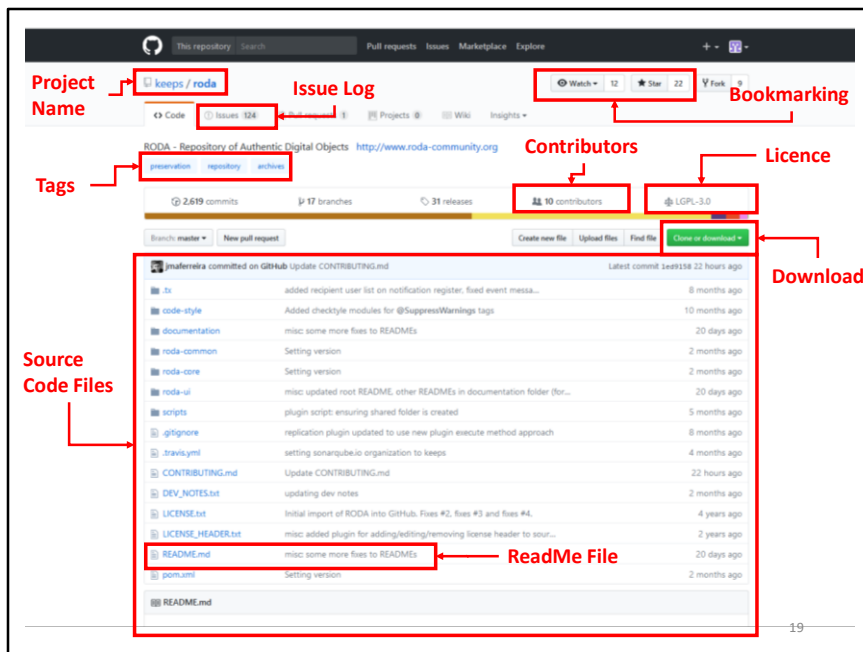 This repository Search Pull requests Issues Marketplace Explore
Project Name
keeps / roda
Issue Log
Watch 12 Star 22 Fork 9
Bookmarking
Code Issues 124 Pull requests 1 Projects 0 Wiki Insights
RODA - Repository of Authentic Digital Objects http://www.roda-community.org
Contributors
Licence
Tags
preservation repository archives
2,619 commits 17 branches 31 releases 10 contributors LGPL-3.0
Branch: master New pull request Create new file Upload files Find file Clone or download
Download
jmaferreira committed on GitHub Update CONTRIBUTING.md Latest commit 1ed9158 22 hours ago
.tx added recipient user list on notification register, fixed event messa... 8 months ago
code-style Added checktyle modules for @SuppressWarnings tags 10 months ago
documentation misc: some more fixes to READMEs 20 days ago
Source Code Files
roda-common Setting version 2 months ago
roda-core Setting version 2 months ago
roda-ui misc: updated root README, other READMEs in documentation folder (for... 20 days ago
scripts plugin script: ensuring shared folder is created 5 months ago
.gitignore replication plugin updated to use new plugin execute method approach 8 months ago
.travis.yml setting sonarqube.io organization to keeps 4 months ago
CONTRIBUTING.md Update CONTRIBUTING.md 22 hours ago
DEV_NOTES.txt updating dev notes 2 months ago
LICENSE.txt Initial import of RODA into GitHub. Fixes #2, fixes #3 and fixes #4. 4 years ago
LICENSE_HEADER.txt misc: added plugin for adding/editing/removing license header to sour... 2 years ago
README.md misc: some more fixes to READMEs 20 days ago
ReadMe File
pom.xml Setting version 2 months ago
README.md
19